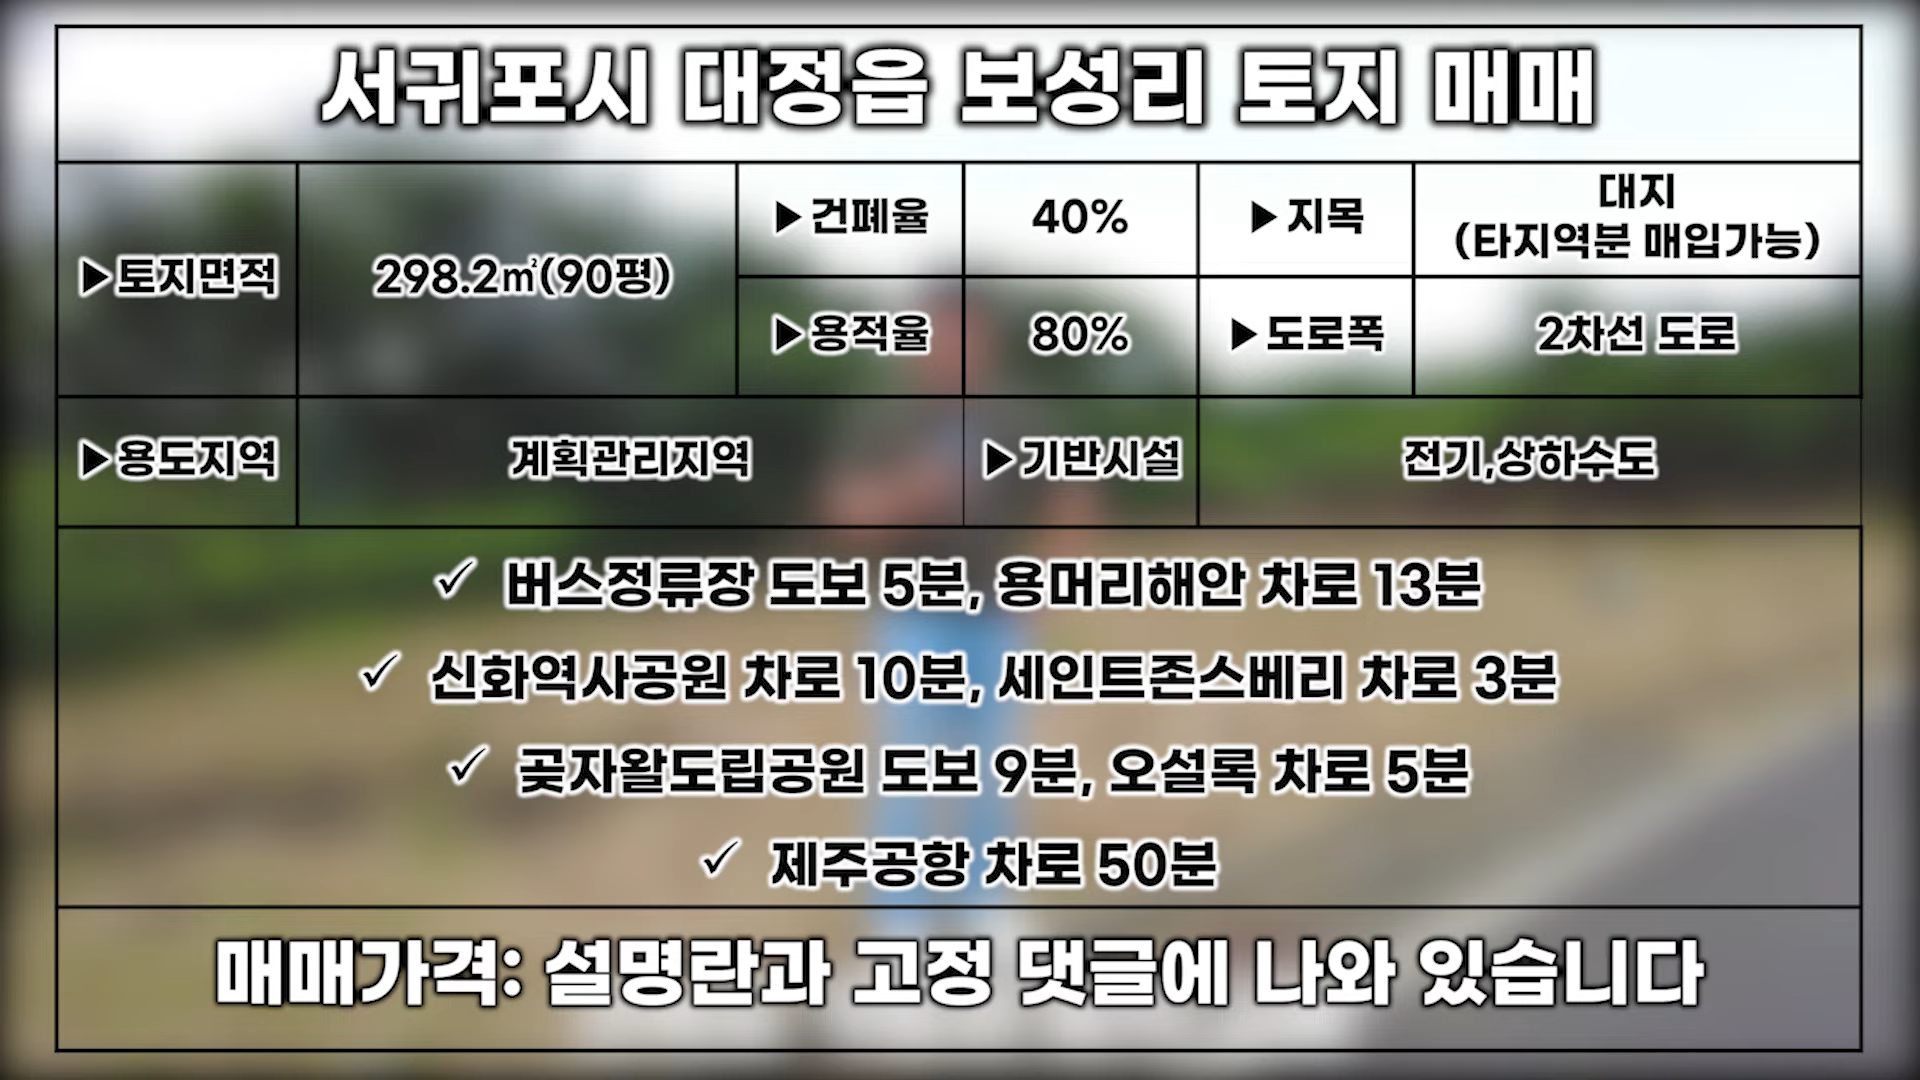 서귀포시 대정읍 보성리 토지 매매
▶토지면적
298.2㎡(90평)
▶건폐율
40%
▶지목
대지
(타지역분 매입가능)
▶용적율
80%
▶도로폭
2차선 도로
▶용도지역
계획관리지역
▶기반시설
전기,상하수도
✓ 버스정류장 도보 5분, 용머리해안 차로 13분
✓ 신화역사공원 차로 10분, 세인트존스베리 차로 3분
✓ 곶자왈도립공원 도보 9분, 오설록 차로 5분
✓ 제주공항 차로 50분
매매가격: 설명란과 고정 댓글에 나와 있습니다